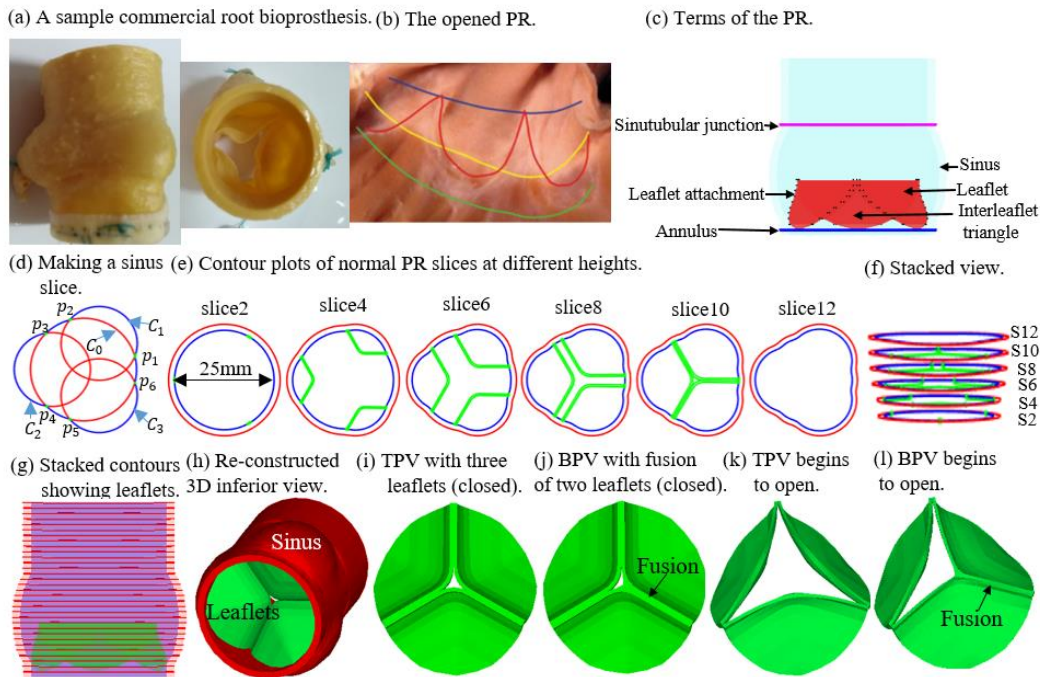 (a) A sample commercial root bioprosthesis. (b) The opened PR.
(c) Terms of the PR.
Sinutubular junction
Sinus
Leaflet attachment
Leaflet
Interleaflet
triangle
Annulus
(d) Making a sinus
slice.
(e) Contour plots of normal PR slices at different heights.
(f) Stacked view.
p2
p3
C1
C0
p1
p6
C2
p4
p5
C3
slice2
slice4
slice6
slice8
slice10
slice12
25mm
S12
S10
S8
S6
S4
S2
(g) Stacked contours
showing leaflets.
(h) Re-constructed
3D inferior view.
(i) TPV with three
leaflets (closed).
(j) BPV with fusion
of two leaflets (closed).
(k) TPV begins
to open.
(l) BPV begins
to open.
Sinus
Leaflets
Fusion
Fusion